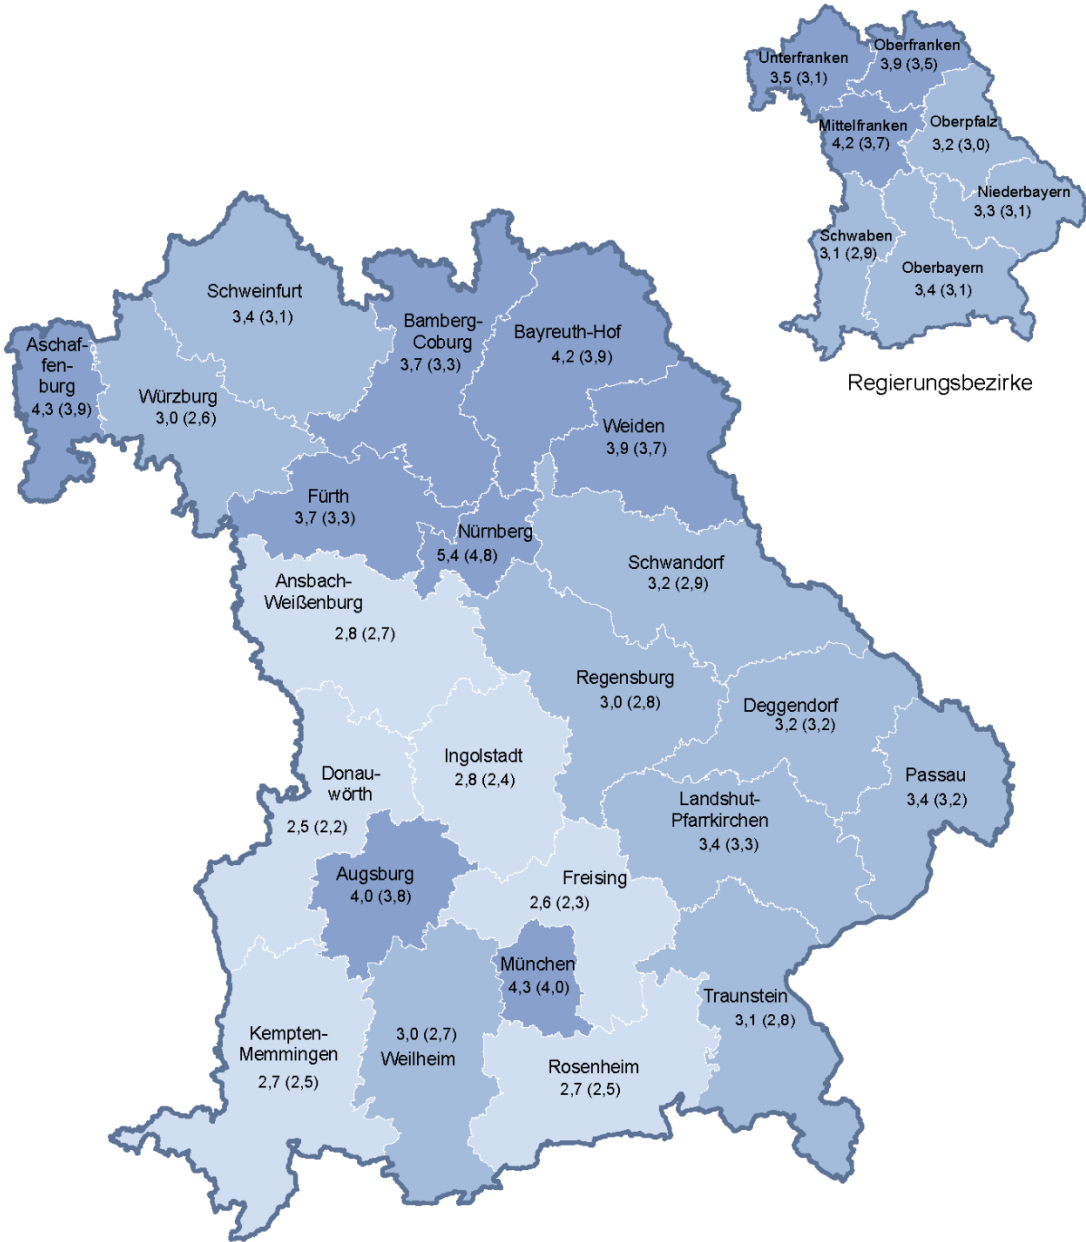 Unterfranken
3,5 (3,1)
Oberfranken
3,9 (3,5)
Mittelfranken
4,2 (3,7)
Oberpfalz
3,2 (3,0)
Niederbayern
3,3 (3,1)
Schwaben
3,1 (2,9)
Oberbayern
3,4 (3,1)
Regierungsbezirke
Schweinfurt
3,4 (3,1)
Bamberg-
Coburg
3,7 (3,3)
Bayreuth-Hof
4,2 (3,9)
Aschaf-
fen-
burg
4,3 (3,9)
Würzburg
3,0 (2,6)
Weiden
3,9 (3,7)
Fürth
3,7 (3,3)
Nürnberg
5,4 (4,8)
Schwandorf
3,2 (2,9)
Ansbach-
Weißenburg
2,8 (2,7)
Regensburg
3,0 (2,8)
Deggendorf
3,2 (3,2)
Ingolstadt
2,8 (2,4)
Donau-
wörth
2,5 (2,2)
Passau
3,4 (3,2)
Landshut-
Pfarrkirchen
3,4 (3,3)
Augsburg
4,0 (3,8)
Freising
2,6 (2,3)
München
4,3 (4,0)
Traunstein
3,1 (2,8)
Kempten-
Memmingen
2,7 (2,5)
3,0 (2,7)
Weilheim
Rosenheim
2,7 (2,5)